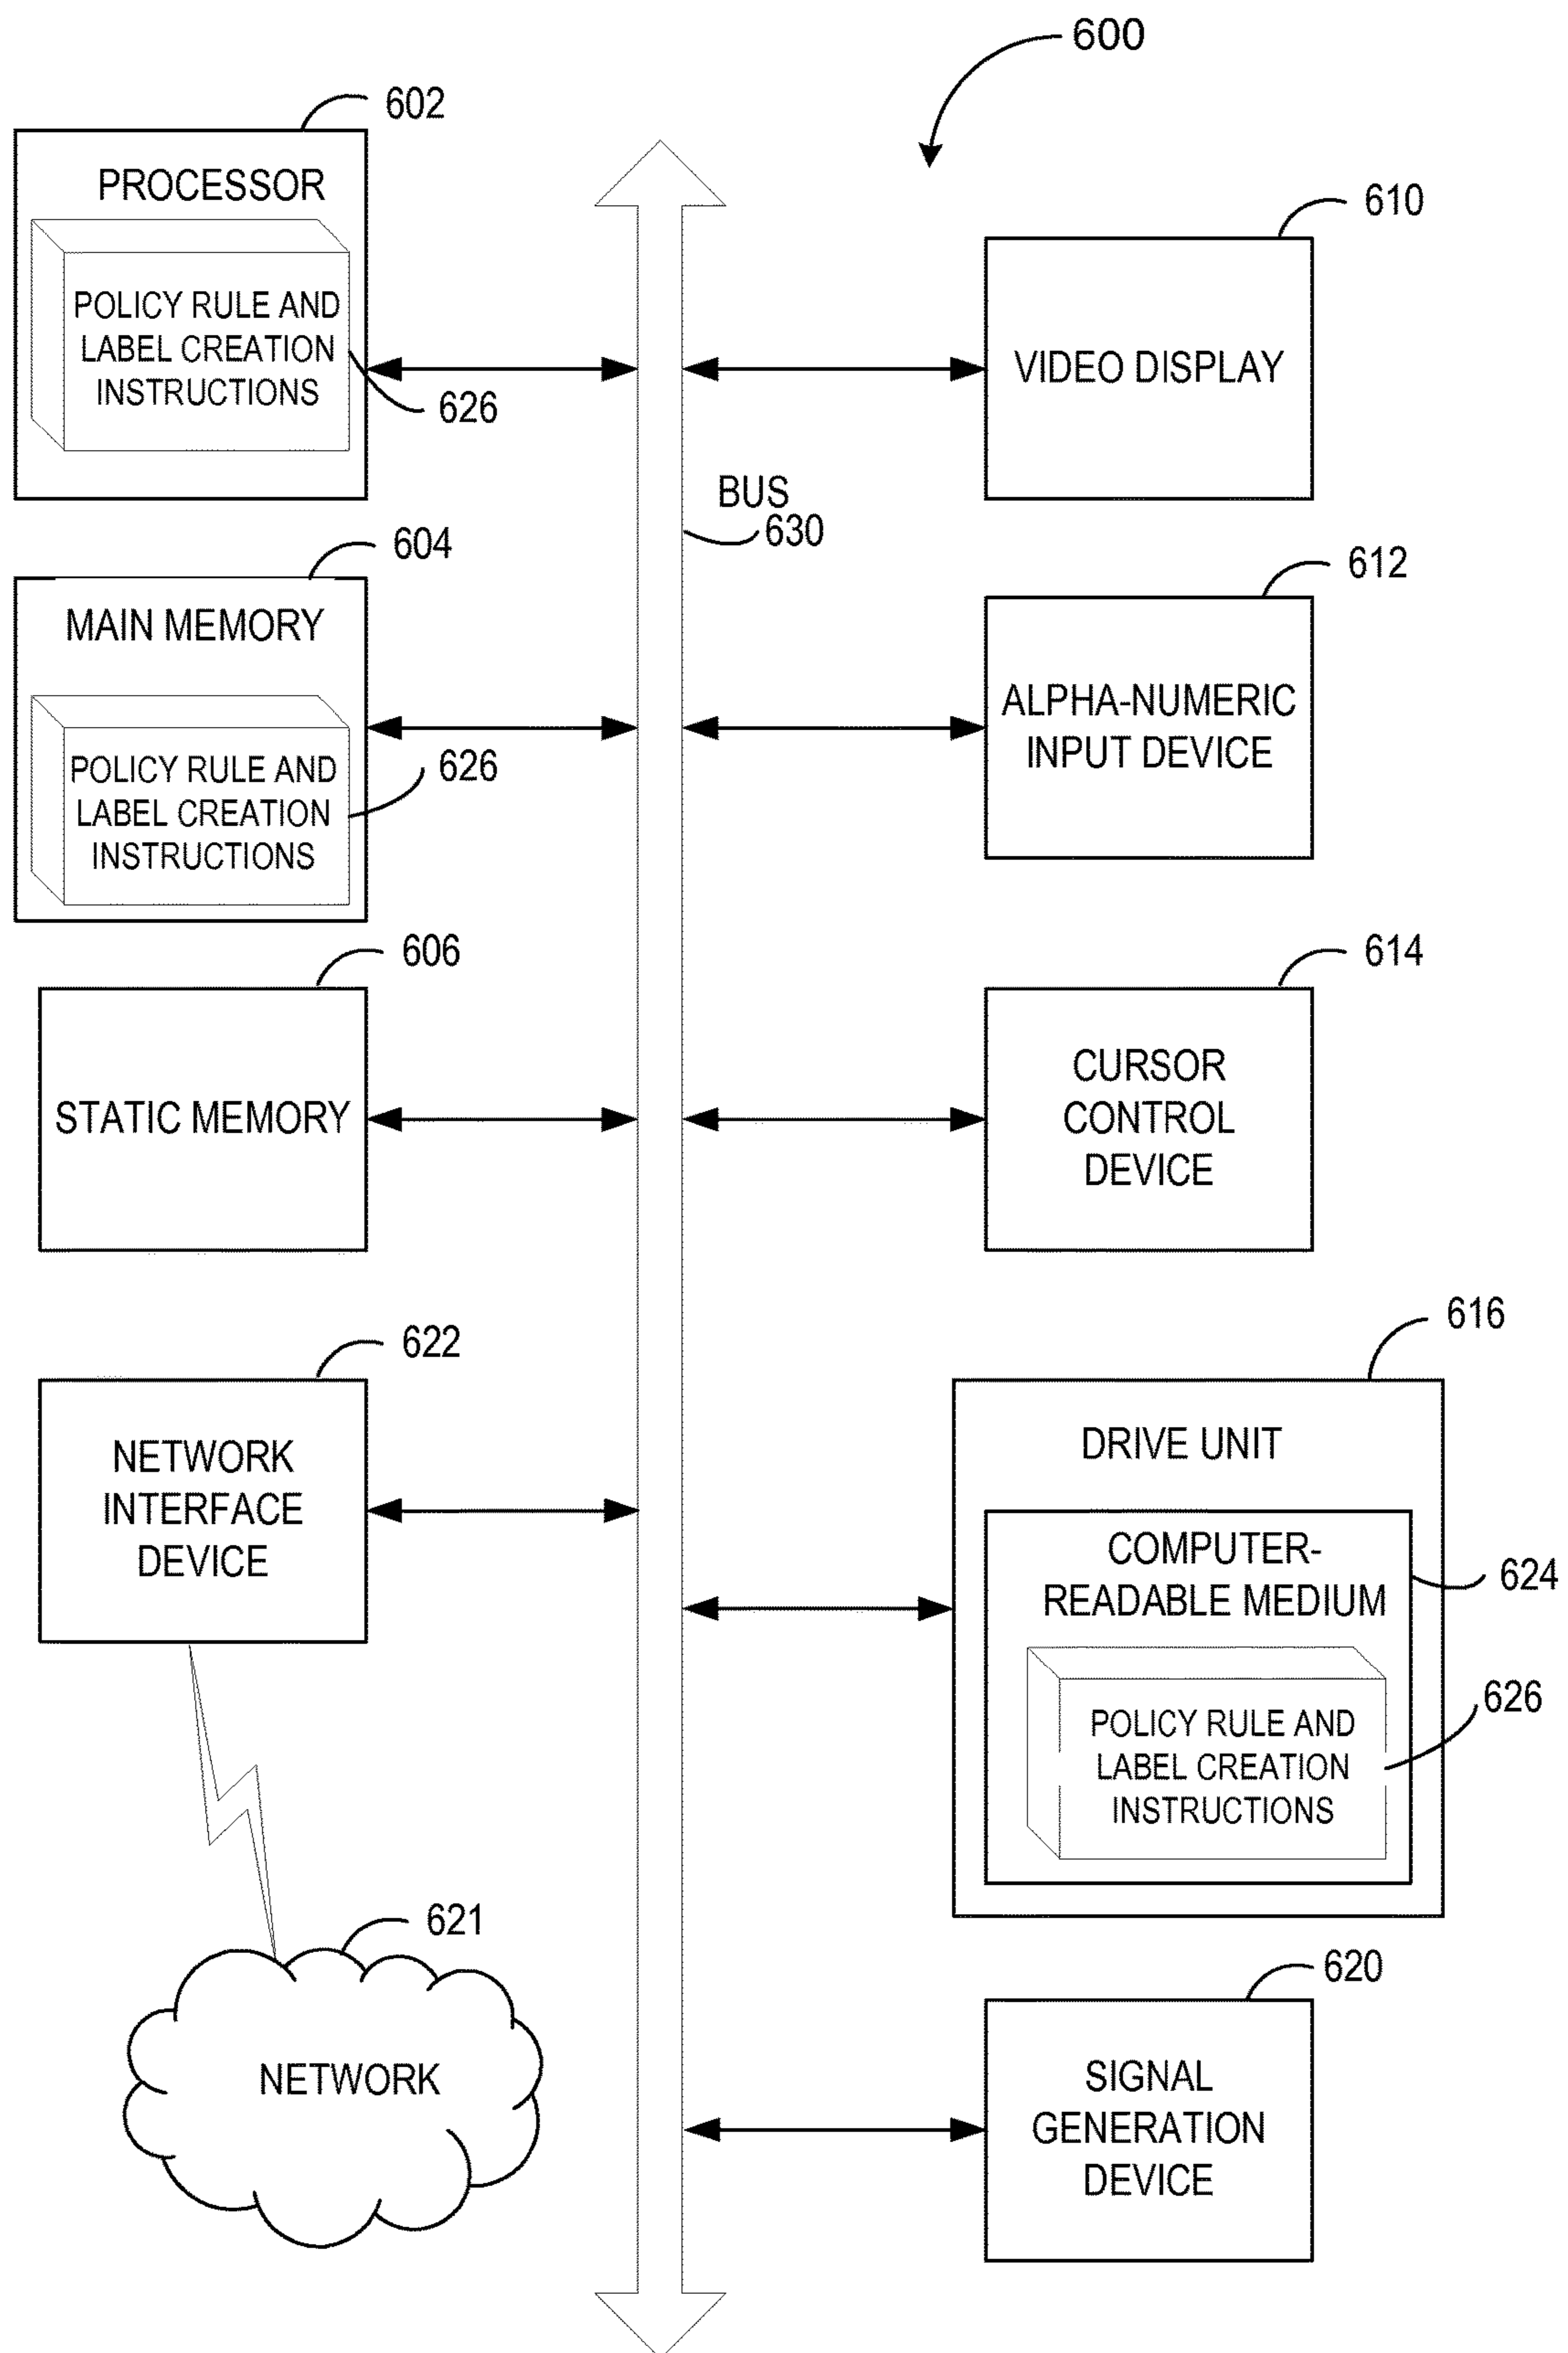 600
602
PROCESSOR
POLICY RULE AND
LABEL CREATION
INSTRUCTIONS
626
610
VIDEO DISPLAY
BUS
630
604
MAIN MEMORY
POLICY RULE AND
LABEL CREATION
INSTRUCTIONS
626
612
ALPHA-NUMERIC
INPUT DEVICE
606
STATIC MEMORY
614
CURSOR
CONTROL
DEVICE
622
NETWORK
INTERFACE
DEVICE
616
DRIVE UNIT
COMPUTER-
READABLE MEDIUM
624
POLICY RULE AND
LABEL CREATION
INSTRUCTIONS
626
621
NETWORK
620
SIGNAL
GENERATION
DEVICE